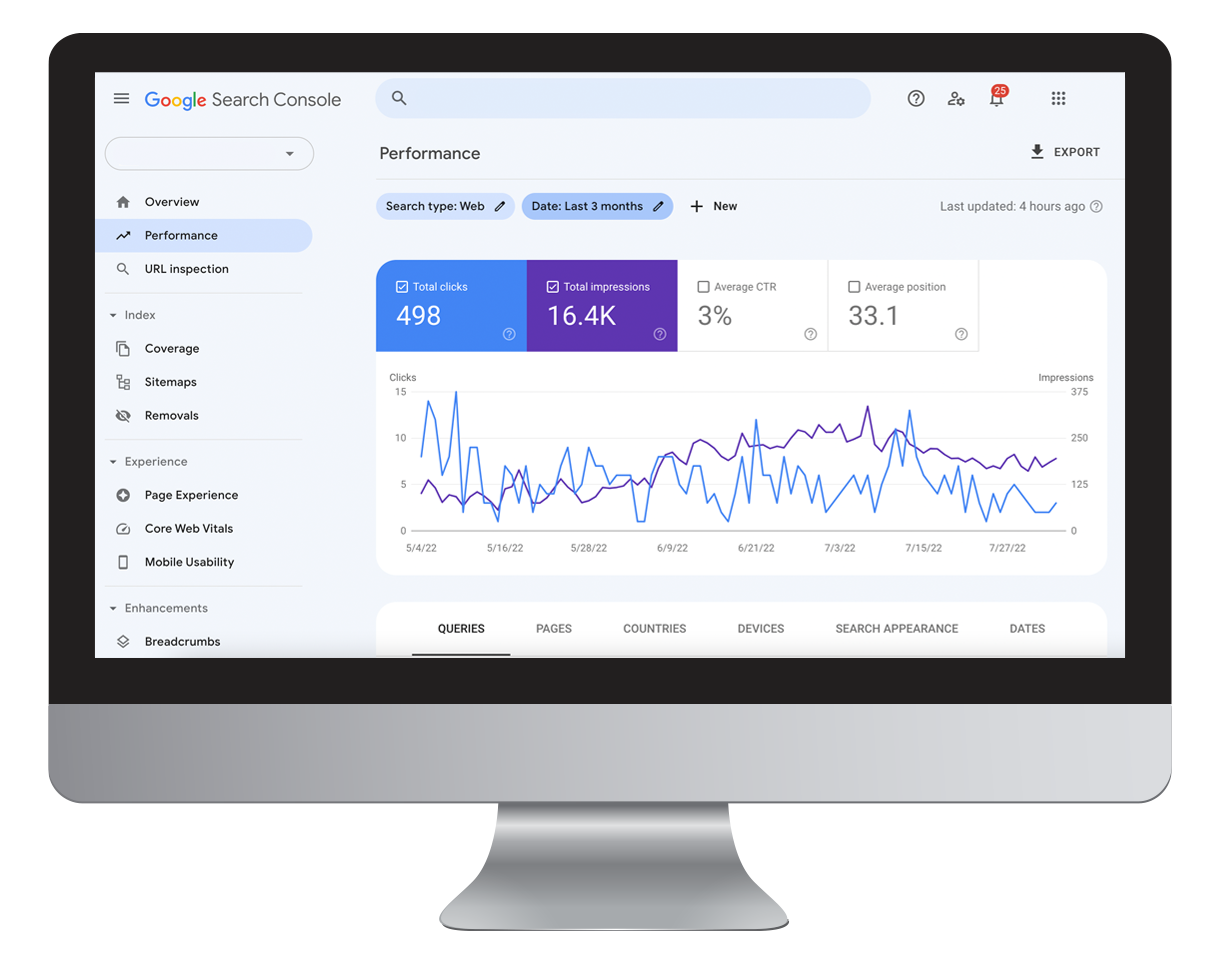 Google Search Console
25
Performance
EXPORT
Overview
Search type: Web
Date: Last 3 months
New
Last updated: 4 hours ago
Performance
URL inspection
Total clicks
Total impressions
Average CTR
Average position
498
16.4K
3%
33.1
Index
Coverage
Sitemaps
Removals
Clicks
Impressions
15
375
10
250
5
125
0
0
5/4/22
5/16/22
5/28/22
6/9/22
6/21/22
7/3/22
7/15/22
7/27/22
Experience
Page Experience
Core Web Vitals
Mobile Usability
Enhancements
Breadcrumbs
QUERIES
PAGES
COUNTRIES
DEVICES
SEARCH APPEARANCE
DATES